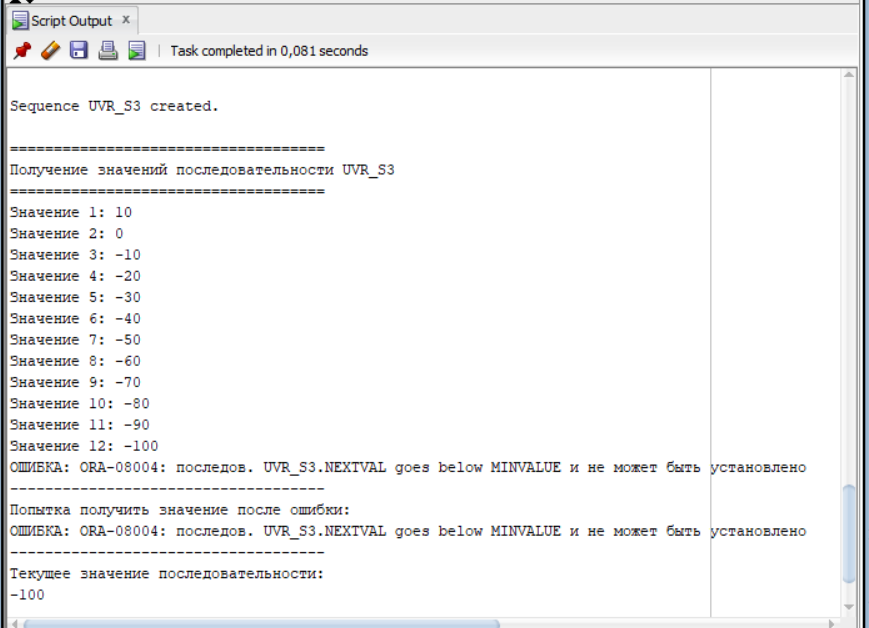 Script Output x
Task completed in 0,081 seconds
Sequence UVR_S3 created.
====================================
Получение значений последовательности UVR_S3
====================================
Значение 1: 10
Значение 2: 0
Значение 3: -10
Значение 4: -20
Значение 5: -30
Значение 6: -40
Значение 7: -50
Значение 8: -60
Значение 9: -70
Значение 10: -80
Значение 11: -90
Значение 12: -100
ОШИБКА: ORA-08004: последов. UVR_S3.NEXTVAL goes below MINVALUE и не может быть установлено
------------------------------------
Попытка получить значение после ошибки:
ОШИБКА: ORA-08004: последов. UVR_S3.NEXTVAL goes below MINVALUE и не может быть установлено
------------------------------------
Текущее значение последовательности:
-100